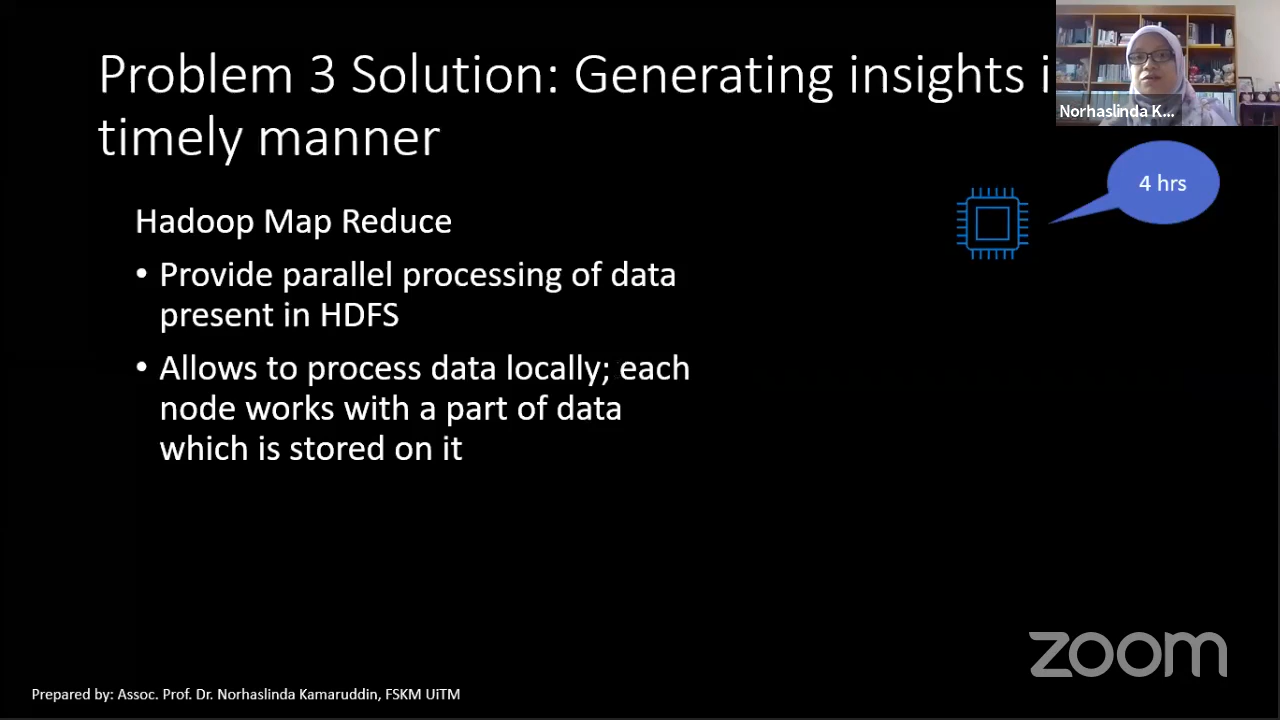 Problem 3 Solution: Generating insights i
timely manner
Norhaslinda K...
4 hrs
Hadoop Map Reduce
• Provide parallel processing of data
present in HDFS
• Allows to process data locally; each
node works with a part of data
which is stored on it
zoom
Prepared by: Assoc. Prof. Dr. Norhaslinda Kamaruddin, FSKM UiTM